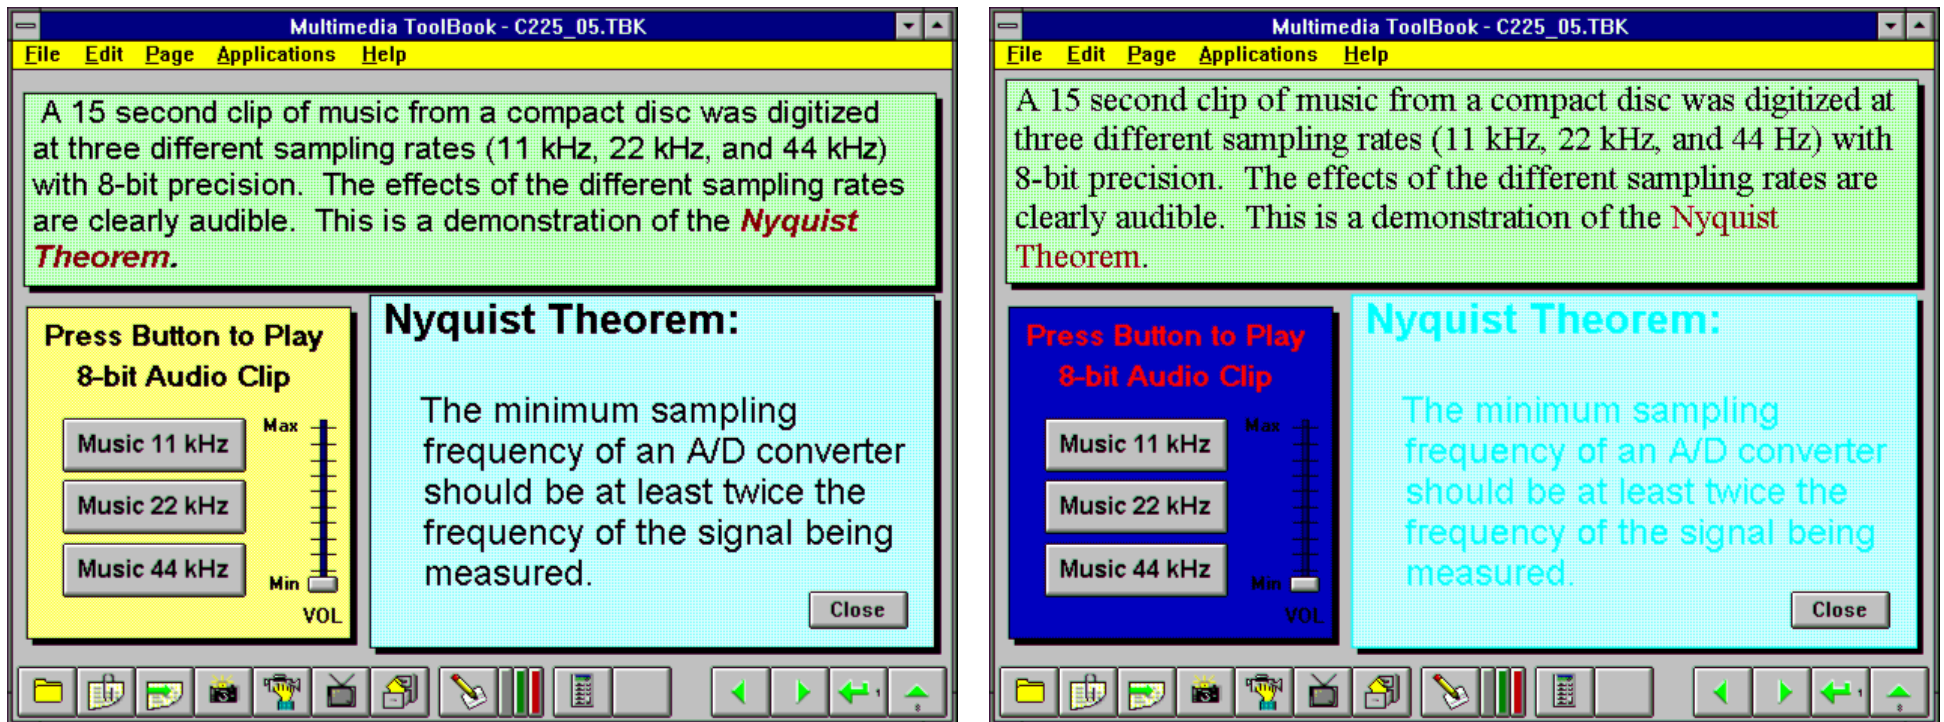 Multimedia ToolBook - C225_05.TBK
File Edit Page Applications Help
A 15 second clip of music from a compact disc was digitized
at three different sampling rates (11 kHz, 22 kHz, and 44 kHz)
with 8-bit precision. The effects of the different sampling rates
are clearly audible. This is a demonstration of the Nyquist
Theorem.
Press Button to Play
8-bit Audio Clip
Music 11 kHz
Music 22 kHz
Music 44 kHz
Max
Min
VOL
Nyquist Theorem:
The minimum sampling
frequency of an A/D converter
should be at least twice the
frequency of the signal being
measured.
Close
Multimedia ToolBook - C225_05.TBK
File Edit Page Applications Help
A 15 second clip of music from a compact disc was digitized at
three different sampling rates (11 kHz, 22 kHz, and 44 Hz) with
8-bit precision. The effects of the different sampling rates are
clearly audible. This is a demonstration of the Nyquist
Theorem.
Press Button to Play
8-bit Audio Clip
Music 11 kHz
Music 22 kHz
Music 44 kHz
Max
Min
VOL
Nyquist Theorem:
The minimum sampling
frequency of an A/D converter
should be at least twice the
frequency of the signal being
measured.
Close